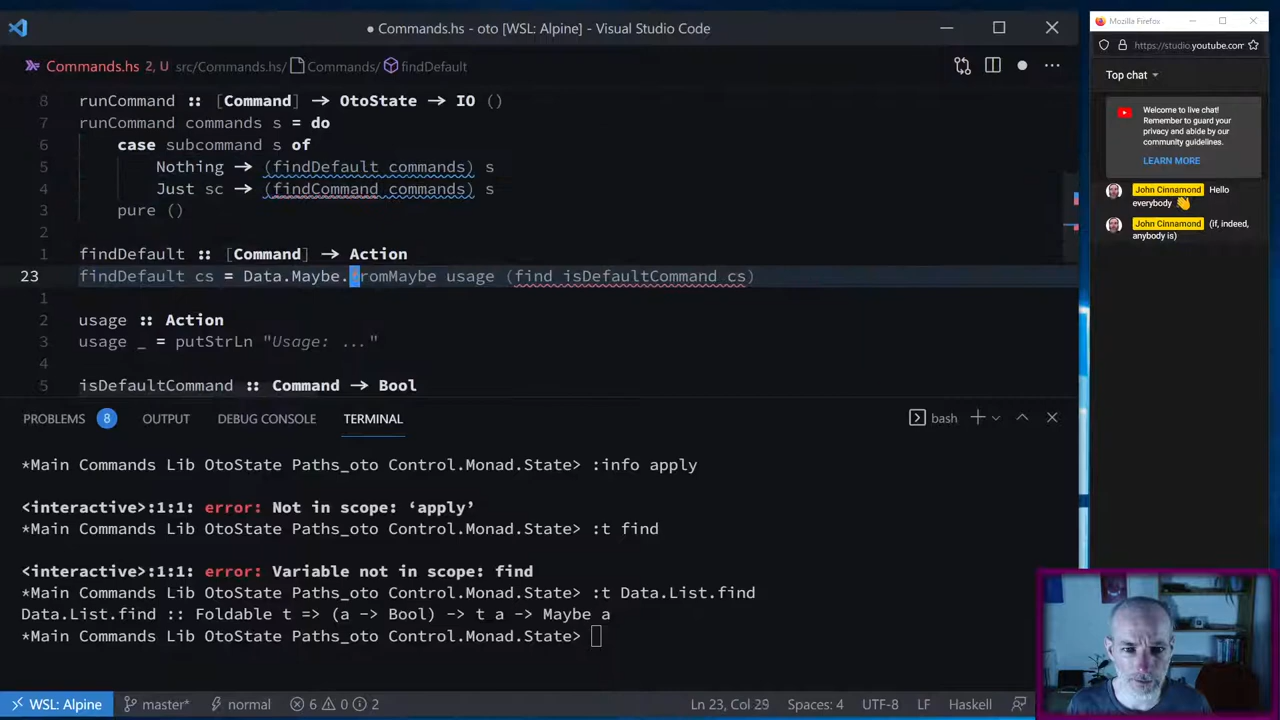 ● Commands.hs - oto [WSL: Alpine] - Visual Studio Code
Commands.hs 2, U src/Commands.hs/ Commands/ findDefault
8 runCommand :: [Command] → OtoState → IO ()
7 runCommand commands s = do
6 case subcommand s of
5 Nothing → (findDefault commands) s
4 Just sc → (findCommand commands) s
3 pure ()
2
1 findDefault :: [Command] → Action
23 findDefault cs = Data.Maybe.fromMaybe usage (find isDefaultCommand cs)
1
2 usage :: Action
3 usage _ = putStrLn "Usage: ..."
4
5 isDefaultCommand :: Command → Bool
PROBLEMS 8 OUTPUT DEBUG CONSOLE TERMINAL
bash
*Main Commands Lib OtoState Paths_oto Control.Monad.State> :info apply
<interactive>:1:1: error: Not in scope: ‘apply’
*Main Commands Lib OtoState Paths_oto Control.Monad.State> :t find
<interactive>:1:1: error: Variable not in scope: find
*Main Commands Lib OtoState Paths_oto Control.Monad.State> :t Data.List.find
Data.List.find :: Foldable t => (a -> Bool) -> t a -> Maybe a
*Main Commands Lib OtoState Paths_oto Control.Monad.State>
WSL: Alpine master* normal 6 0 2 Ln 23, Col 29 Spaces: 4 UTF-8 LF Haskell
Mozilla Firefox
https://studio.youtube.com
Top chat
Welcome to live chat!
Remember to guard your
privacy and abide by our
community guidelines.
LEARN MORE
John Cinnamond Hello
everybody 👋
John Cinnamond (if, indeed,
anybody is)